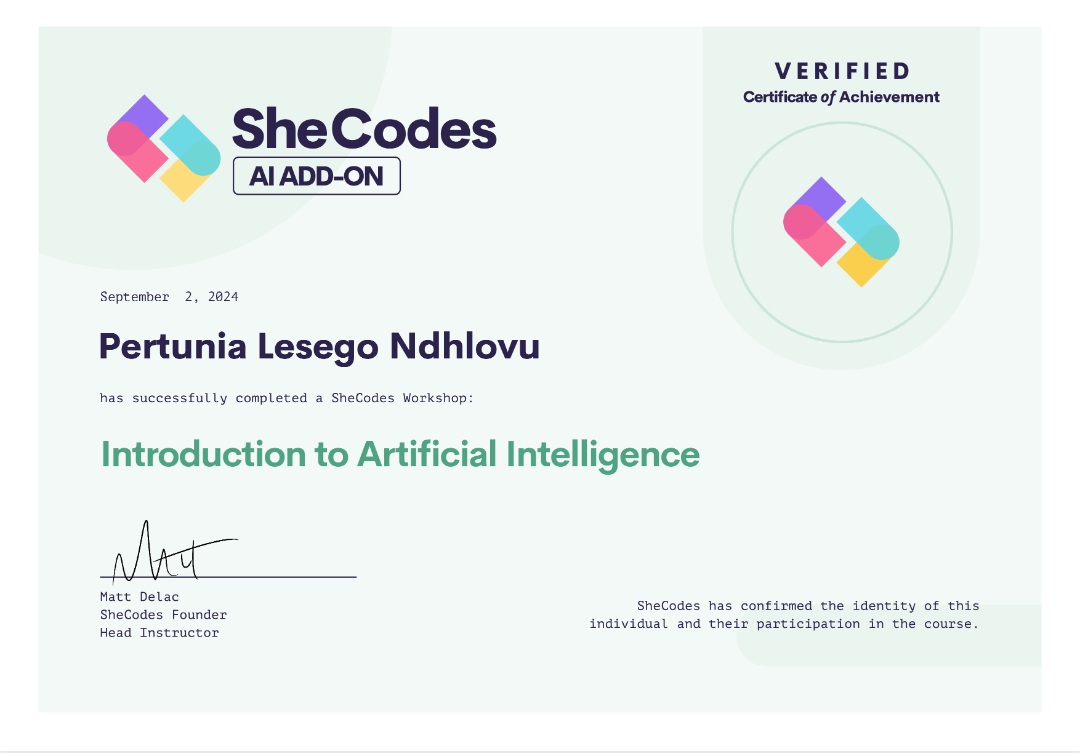 SheCodes
AI ADD-ON
VERIFIED
Certificate of Achievement
September  2, 2024
Pertunia Lesego Ndhlovu
has successfully completed a SheCodes Workshop:
Introduction to Artificial Intelligence
Matt
Matt Delac
SheCodes Founder
Head Instructor
SheCodes has confirmed the identity of this
individual and their participation in the course.